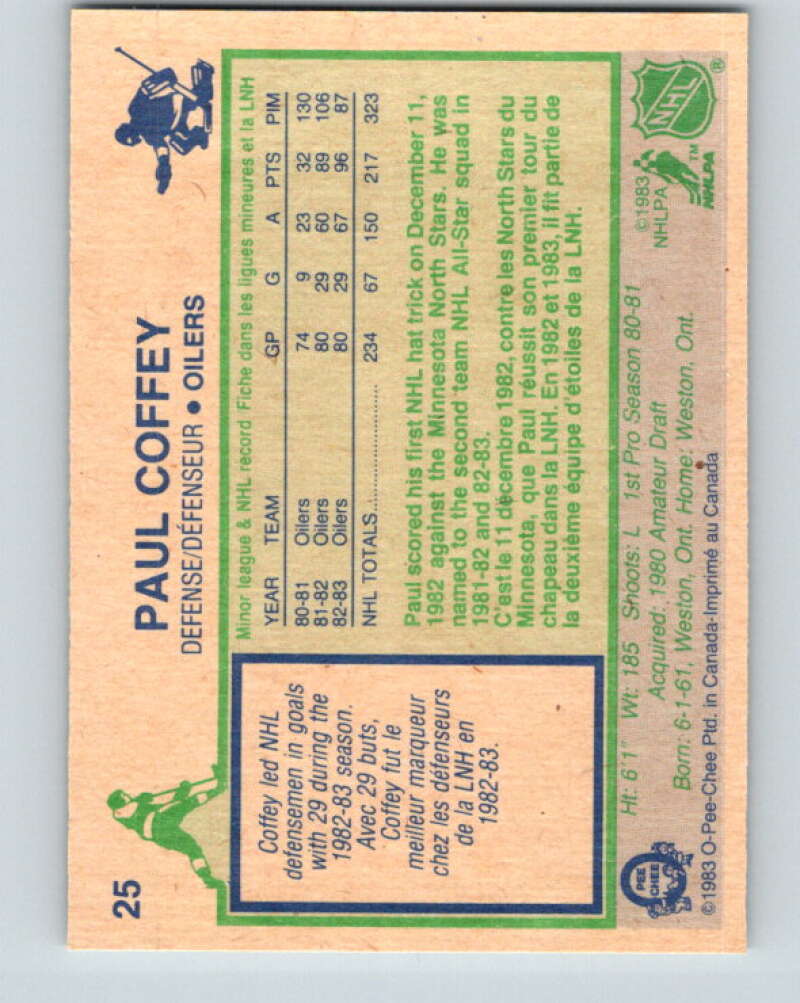 25
PAUL COFFEY
DEFENSE/DÉFENSEUR • OILERS
Coffey led NHL
defensemen in goals
with 29 during the
1982-83 season.
Avec 29 buts,
Coffey fut le
meilleur marqueur
chez les défenseurs
de la LNH en
1982-83.
Minor league & NHL record Fiche dans les ligues mineures et la LNH
YEAR TEAM GP G A PTS PIM
80-81 Oilers 74 9 23 32 130
81-82 Oilers 80 29 60 89 106
82-83 Oilers 80 29 67 96 87
NHL TOTALS.................... 234 67 150 217 323
Paul scored his first NHL hat trick on December 11,
1982 against the Minnesota North Stars. He was
named to the second team NHL All-Star squad in
1981-82 and 82-83.
C'est le 11 décembre 1982, contre les North Stars du
Minnesota, que Paul réussit son premier tour du
chapeau dans la LNH. En 1982 et 1983, il fit partie de
la deuxième équipe d'étoiles de la LNH.
Ht: 6'1" Wt: 185 Shoots: L 1st Pro Season 80-81
Acquired: 1980 Amateur Draft
Born: 6-1-61, Weston, Ont. Home: Weston, Ont.
©1983 O-Pee-Chee Ptd. in Canada-Imprimé au Canada
O
PEE
CHEE
©1983
NHLPA
NHLPA
TM
NHL
®